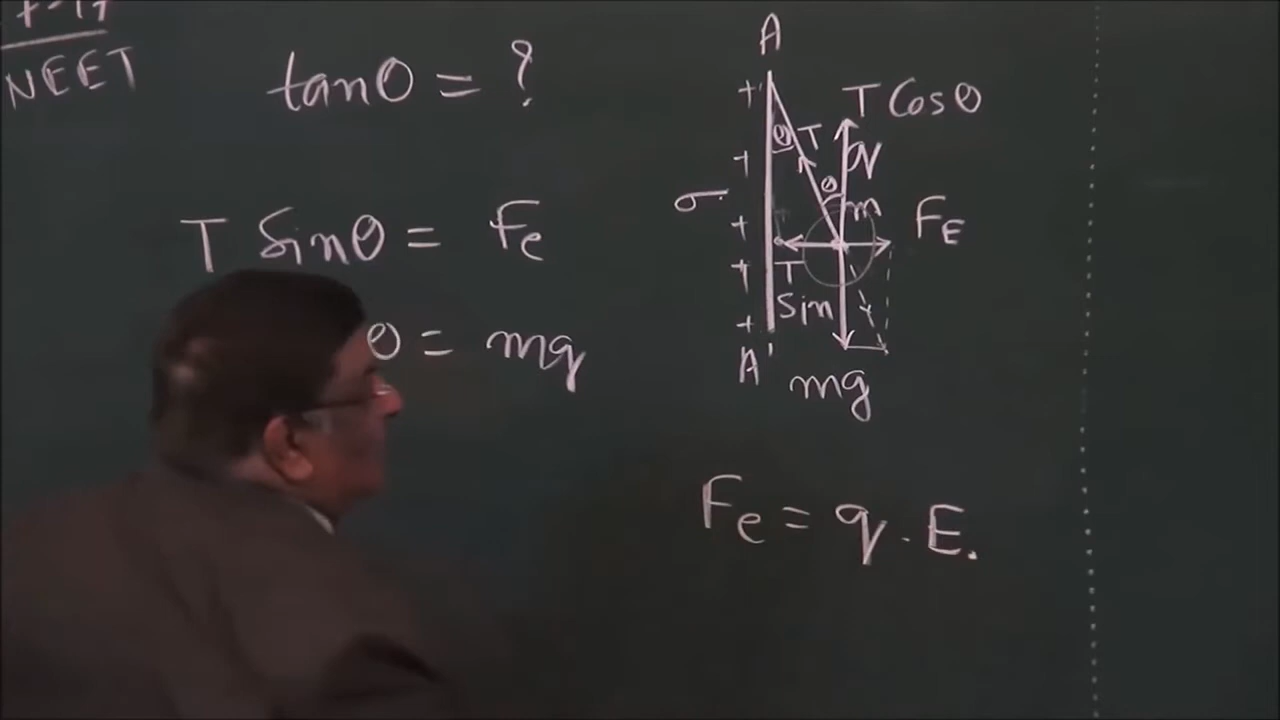 NEET
tanθ = ?
T Sinθ = Fe
θ = mg
A
+
T Cosθ
θ T
q
+
θ
σ
m
FE
+
+
T
Sin
+
A'
mg
Fe = q . E.